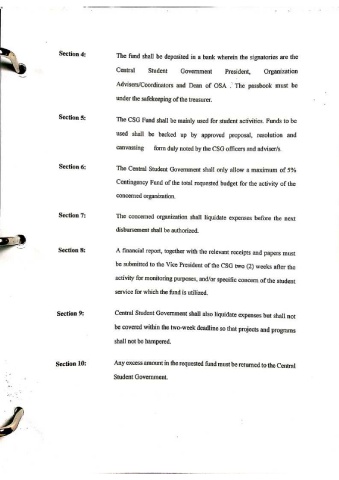 Section 4: The fund shall be deposited in a bank wherein the signatories are the
Central Student Government President, Organization
Advisers/Coordinators and Dean of OSA . The passbook must be
under the safekeeping of the treasurer.
Section 5: The CSG Fund shall be mainly used for student activities. Funds to be
used shall be backed up by approved proposal, resolution and
canvassing form duly noted by the CSG officers and adviser/s.
Section 6: The Central Student Government shall only allow a maximum of 5%
Contingency Fund of the total requested budget for the activity of the
concerned organization.
Section 7: The concerned organization shall liquidate expenses before the next
disbursement shall be authorized.
Section 8: A financial report, together with the relevant receipts and papers must
be submitted to the Vice President of the CSG two (2) weeks after the
activity for monitoring purposes, and/or specific concern of the student
service for which the fund is utilized.
Section 9: Central Student Government shall also liquidate expenses but shall not
be covered within the two-week deadline so that projects and programs
shall not be hampered.
Section 10: Any excess amount in the requested fund must be returned to the Central
Student Government.